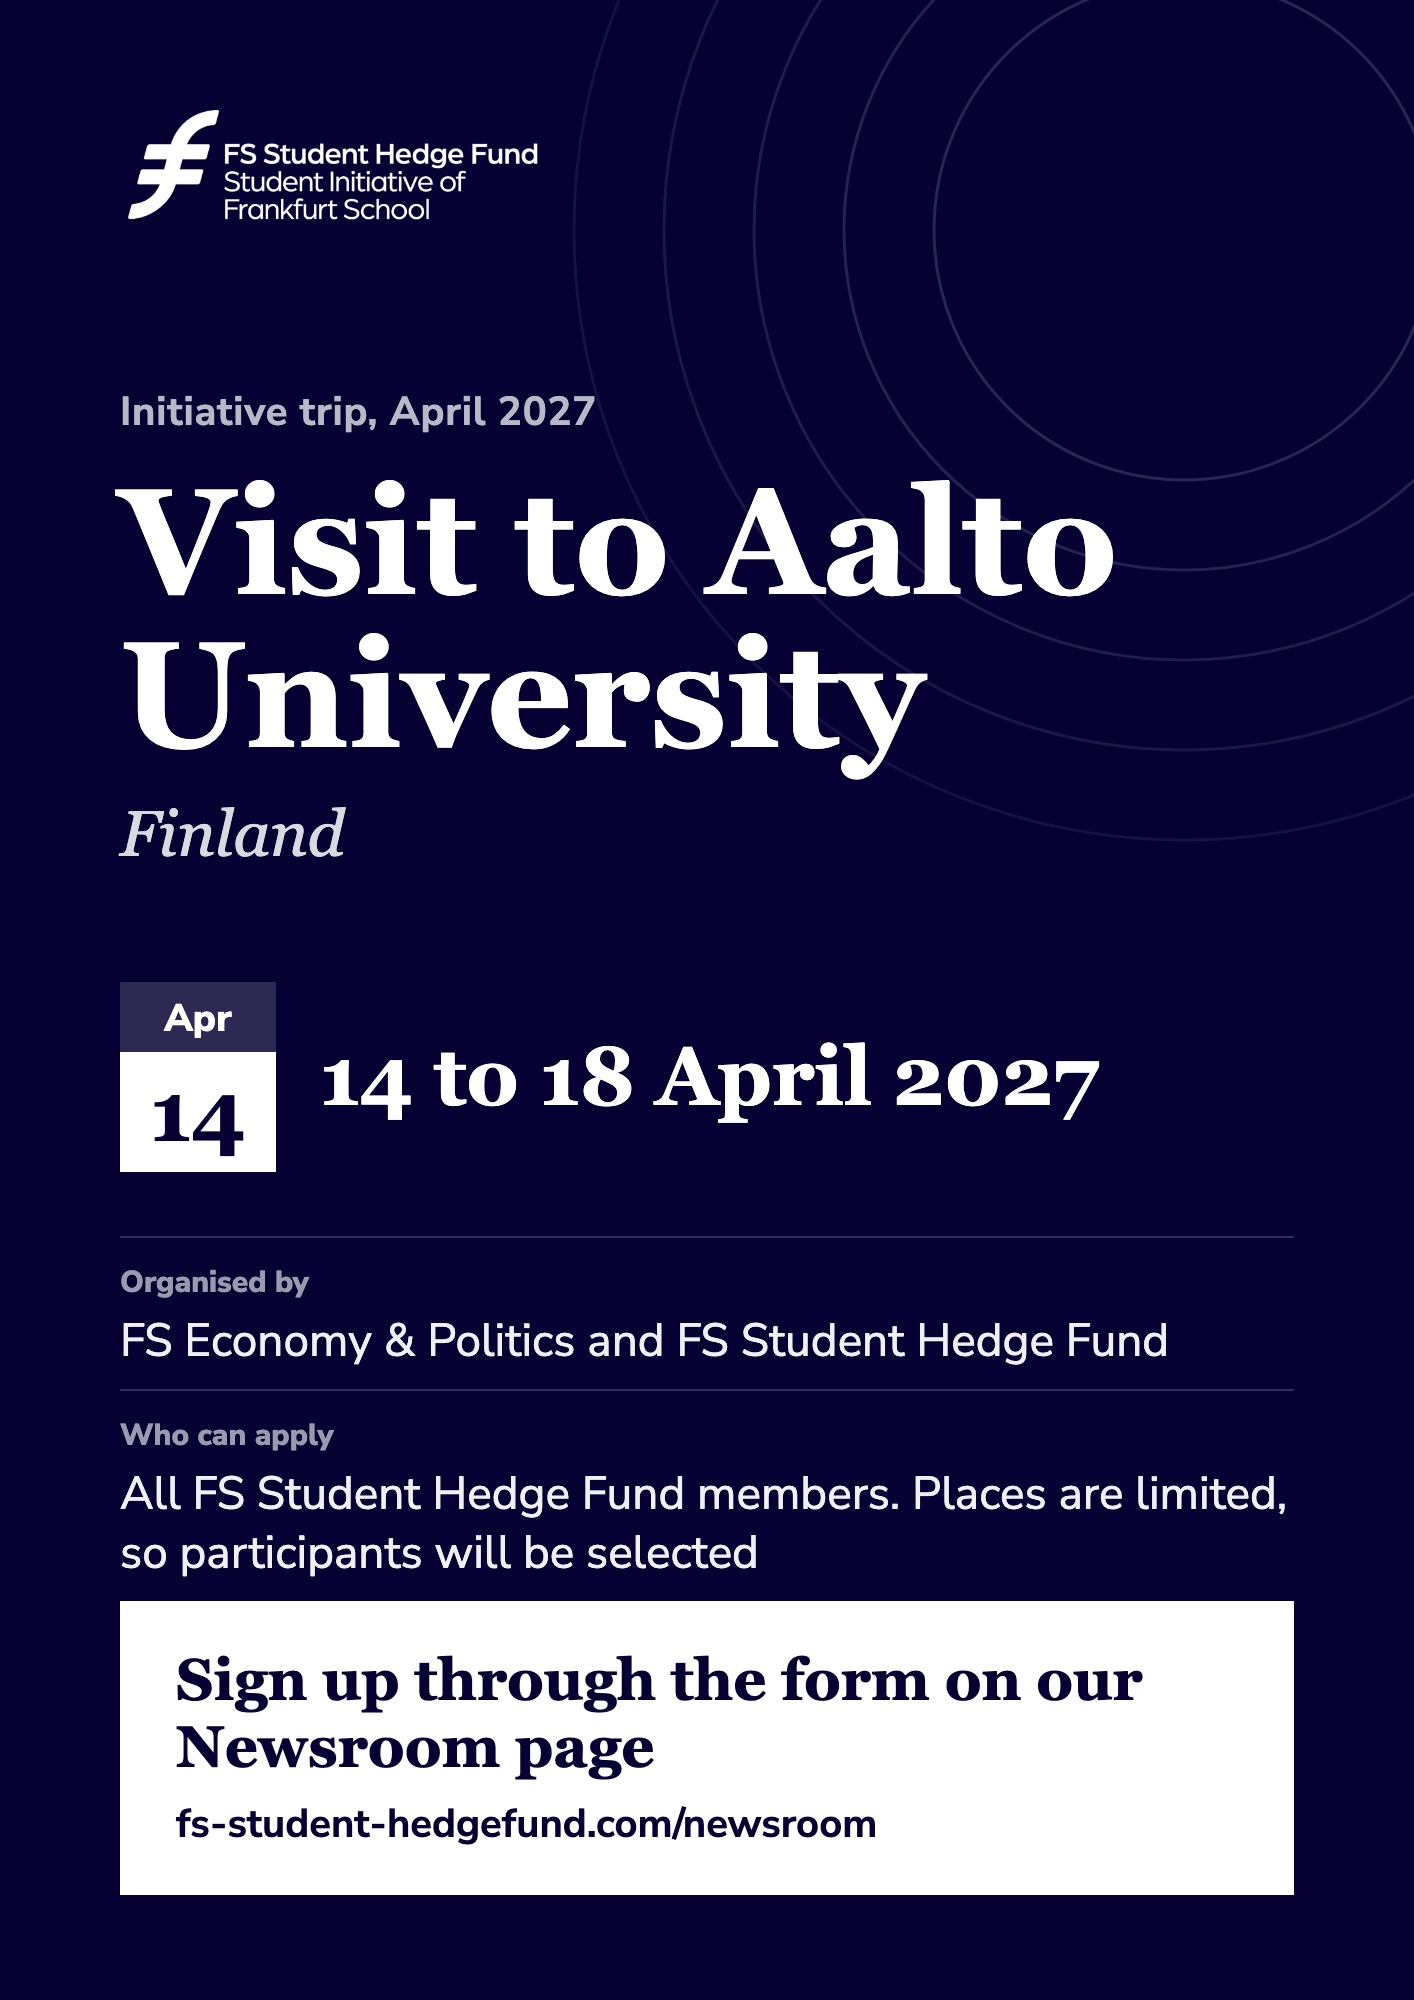 FS Student Hedge Fund
Student Initiative of
Frankfurt School
Initiative trip, April 2027
Visit to Aalto
University
Finland
Apr
14
14 to 18 April 2027
Organised by
FS Economy & Politics and FS Student Hedge Fund
Who can apply
All FS Student Hedge Fund members. Places are limited,
so participants will be selected
Sign up through the form on our
Newsroom page
fs-student-hedgefund.com/newsroom